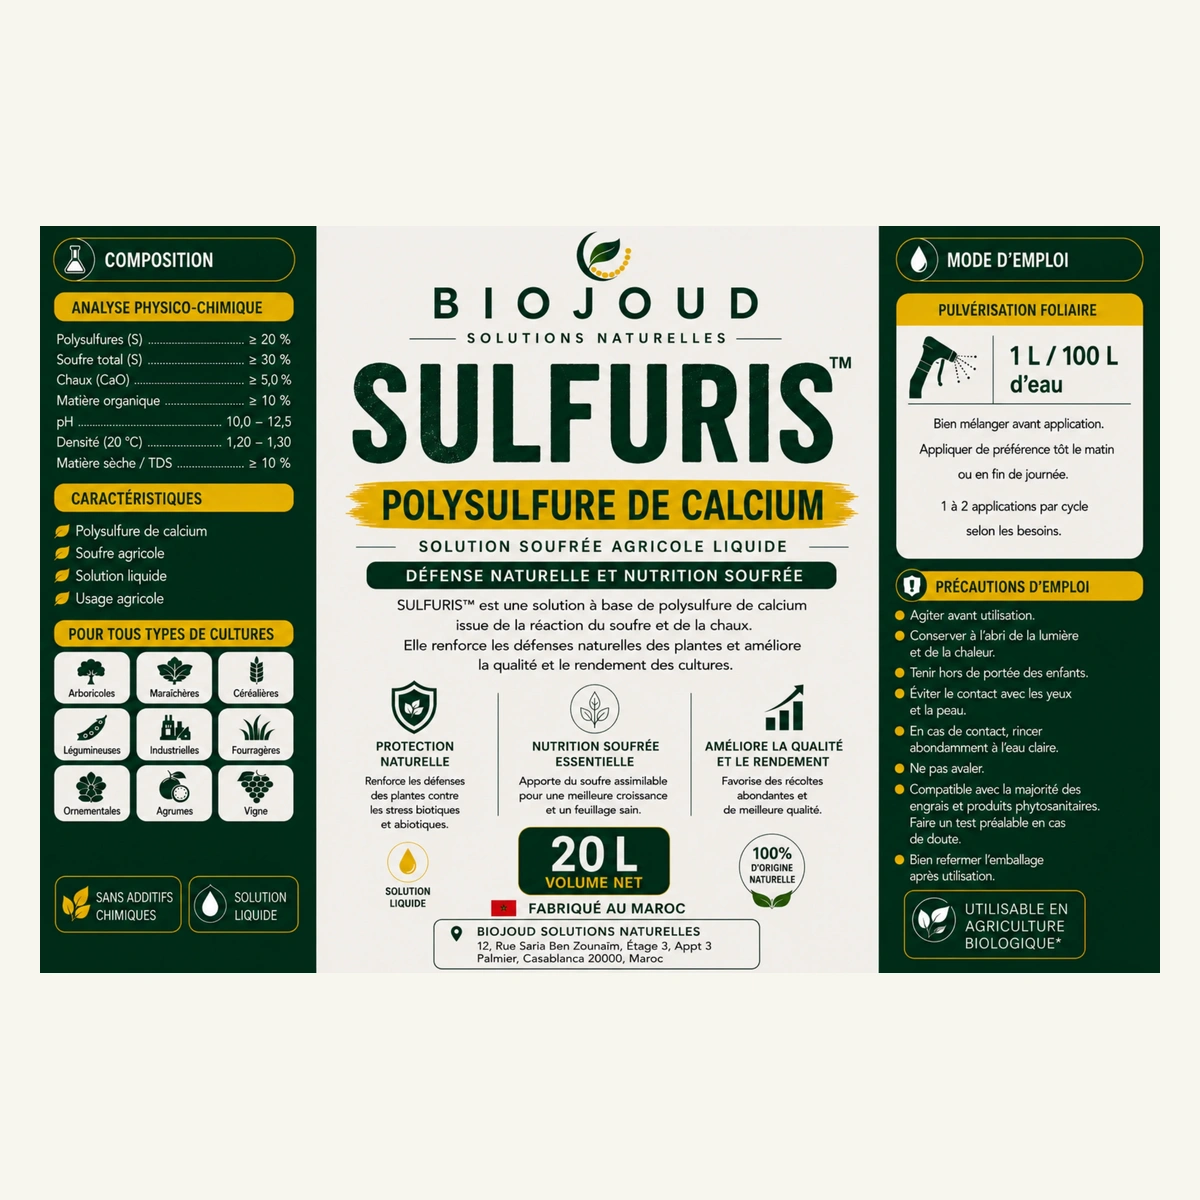 COMPOSITION
ANALYSE PHYSICO-CHIMIQUE
Polysulfures (S) ........................ ≥ 20 %
Soufre total (S) ........................ ≥ 30 %
Chaux (CaO) ........................ ≥ 5,0 %
Matière organique ........................ ≥ 10 %
pH ........................ 10,0 – 12,5
Densité (20 °C) ........................ 1,20 – 1,30
Matière sèche / TDS ........................ ≥ 10 %
CARACTÉRISTIQUES
Polysulfure de calcium
Soufre agricole
Solution liquide
Usage agricole
POUR TOUS TYPES DE CULTURES
Arboricoles
Maraîchères
Céréalières
Légumineuses
Industrielles
Fourragères
Ornementales
Agrumes
Vigne
SANS ADDITIFS
CHIMIQUES
SOLUTION
LIQUIDE
BIOJOUD
SOLUTIONS NATURELLES
SULFURIS™
POLYSULFURE DE CALCIUM
SOLUTION SOUFRÉE AGRICOLE LIQUIDE
DÉFENSE NATURELLE ET NUTRITION SOUFRÉE
SULFURIS™ est une solution à base de polysulfure de calcium
issue de la réaction du soufre et de la chaux.
Elle renforce les défenses naturelles des plantes et améliore
la qualité et le rendement des cultures.
PROTECTION
NATURELLE
Renforce les défenses
des plantes contre
les stress biotiques
et abiotiques.
NUTRITION SOUFRÉE
ESSENTIELLE
Apporte du soufre assimilable
pour une meilleure croissance
et un feuillage sain.
AMÉLIORE LA QUALITÉ
ET LE RENDEMENT
Favorise des récoltes
abondantes et
de meilleure qualité.
SOLUTION
LIQUIDE
20 L
VOLUME NET
100%
D'ORIGINE
NATURELLE
FABRIQUÉ AU MAROC
BIOJOUD SOLUTIONS NATURELLES
12, Rue Saria Ben Zounaïm, Étage 3, Appt 3
Palmier, Casablanca 20000, Maroc
MODE D'EMPLOI
PULVÉRISATION FOLIAIRE
1 L / 100 L
d'eau
Bien mélanger avant application.
Appliquer de préférence tôt le matin
ou en fin de journée.
1 à 2 applications par cycle
selon les besoins.
PRÉCAUTIONS D'EMPLOI
Agiter avant utilisation.
Conserver à l'abri de la lumière
et de la chaleur.
Tenir hors de portée des enfants.
Éviter le contact avec les yeux
et la peau.
En cas de contact, rincer
abondamment à l'eau claire.
Ne pas avaler.
Compatible avec la majorité des
engrais et produits phytosanitaires.
Faire un test préalable en cas
de doute.
Bien refermer l'emballage
après utilisation.
UTILISABLE EN
AGRICULTURE
BIOLOGIQUE*